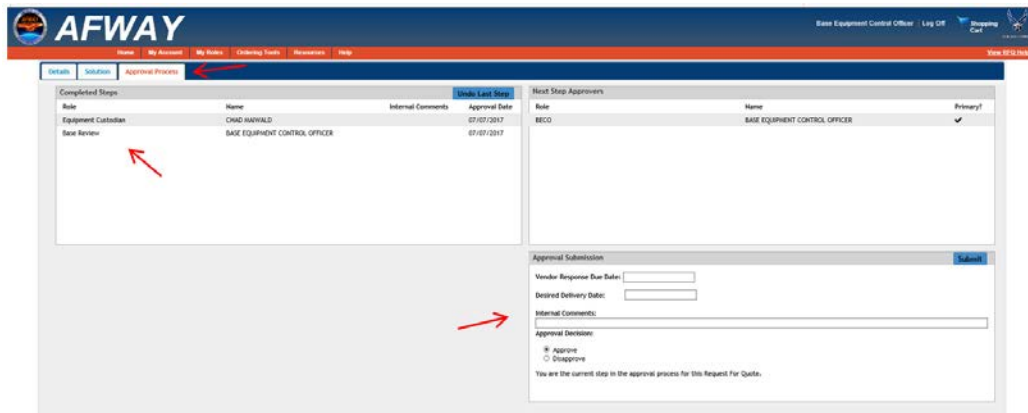 AFWAY
Base Equipment Control Officer | Log Off Shopping Cart
Home My Account My Roles Ordering Tools Resources Help View RFQ Help
Details Solution Approval Process
Completed Steps Undo Last Step
Role Name Internal Comments Approval Date
Equipment Custodian CHAD MAIWALD 07/07/2017
Base Review BASE EQUIPMENT CONTROL OFFICER 07/07/2017
Next Step Approvers
Role Name Primary?
BECO BASE EQUIPMENT CONTROL OFFICER ✔
Approval Submission Submit
Vendor Response Due Date:
Desired Delivery Date:
Internal Comments:
Approval Decision:
Approve
Disapprove
You are the current step in the approval process for this Request For Quote.